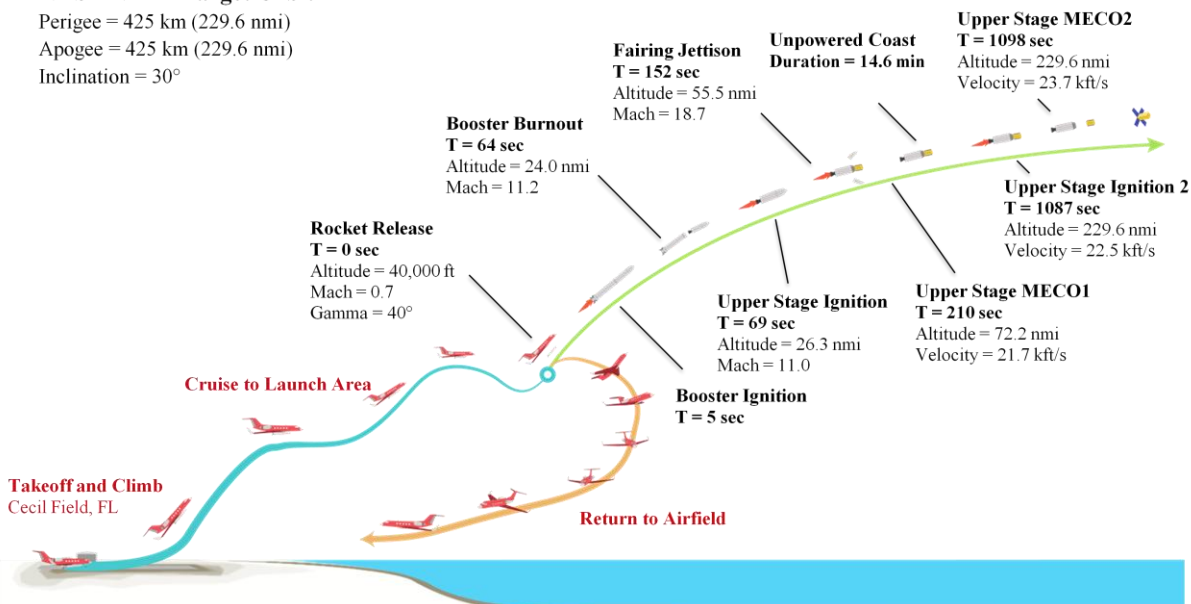 Perigee = 425 km (229.6 nmi)
Apogee = 425 km (229.6 nmi)
Inclination = 30°
Upper Stage MECO2
T = 1098 sec
Altitude = 229.6 nmi
Velocity = 23.7 kft/s
Unpowered Coast
Duration = 14.6 min
Fairing Jettison
T = 152 sec
Altitude = 55.5 nmi
Mach = 18.7
Booster Burnout
T = 64 sec
Altitude = 24.0 nmi
Mach = 11.2
Upper Stage Ignition 2
T = 1087 sec
Altitude = 229.6 nmi
Velocity = 22.5 kft/s
Rocket Release
T = 0 sec
Altitude = 40,000 ft
Mach = 0.7
Gamma = 40°
Upper Stage MECO1
T = 210 sec
Altitude = 72.2 nmi
Velocity = 21.7 kft/s
Upper Stage Ignition
T = 69 sec
Altitude = 26.3 nmi
Mach = 11.0
Booster Ignition
T = 5 sec
Cruise to Launch Area
Takeoff and Climb
Cecil Field, FL
Return to Airfield